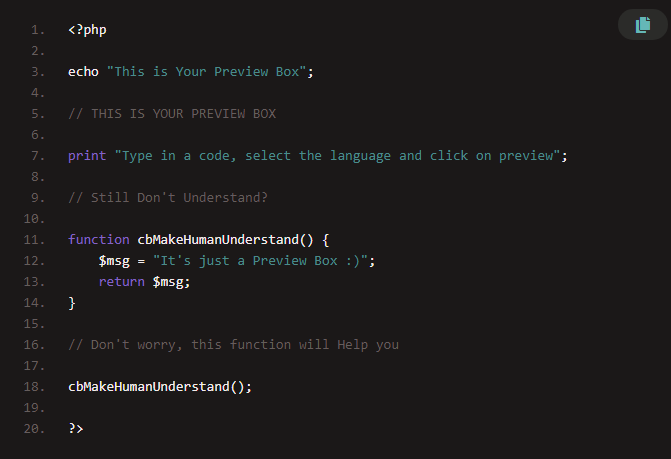 1. <?php
2.
3. echo "This is Your Preview Box";
4.
5. // THIS IS YOUR PREVIEW BOX
6.
7. print "Type in a code, select the language and click on preview";
8.
9. // Still Don't Understand?
10.
11. function cbMakeHumanUnderstand() {
12.     $msg = "It's just a Preview Box :)";
13.     return $msg;
14. }
15.
16. // Don't worry, this function will Help you
17.
18. cbMakeHumanUnderstand();
19.
20. ?>